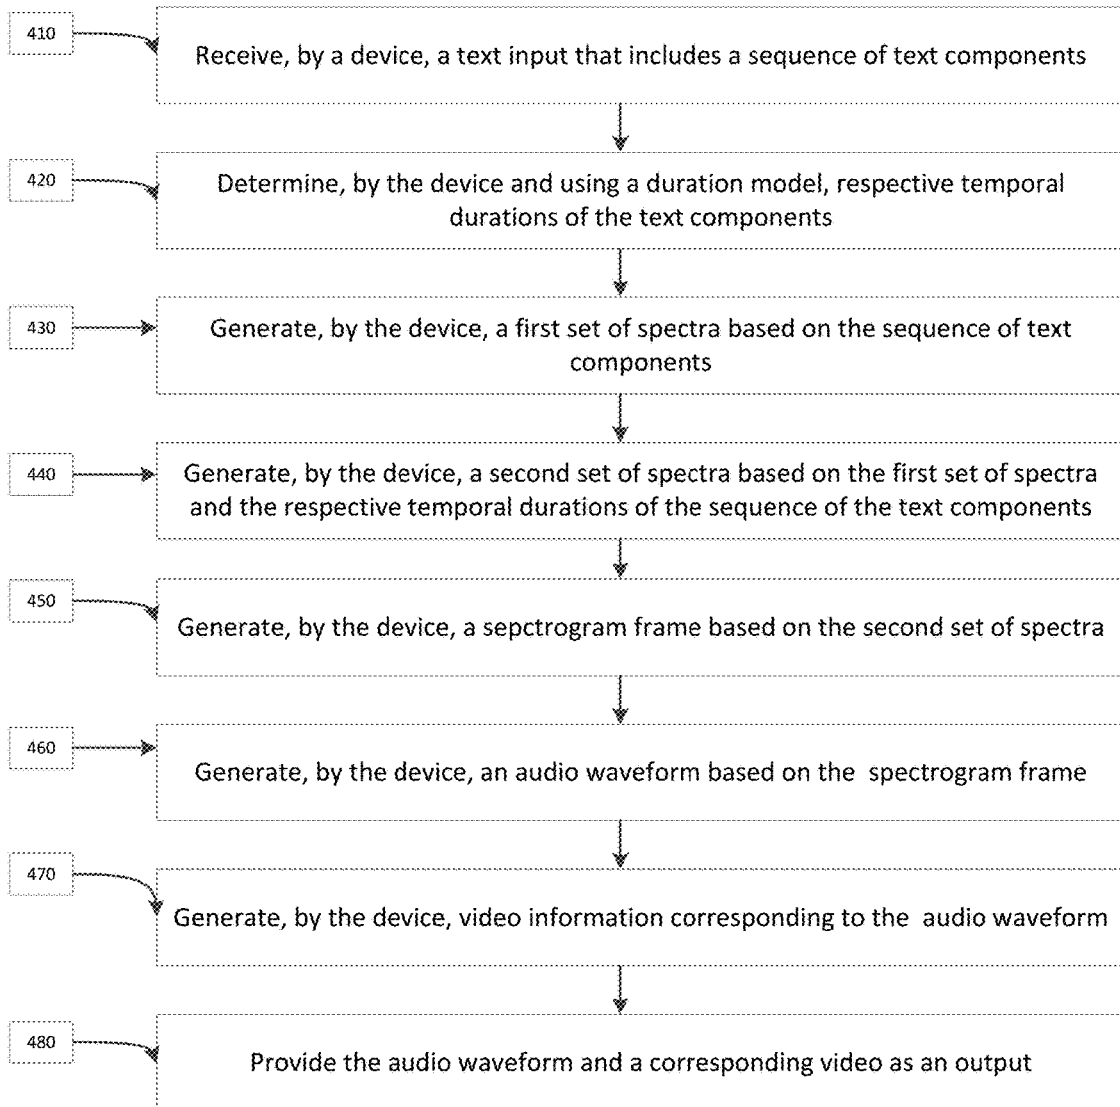 410
Receive, by a device, a text input that includes a sequence of text components
420
Determine, by the device and using a duration model, respective temporal
durations of the text components
430
Generate, by the device, a first set of spectra based on the sequence of text
components
440
Generate, by the device, a second set of spectra based on the first set of spectra
and the respective temporal durations of the sequence of the text components
450
Generate, by the device, a sepctrogram frame based on the second set of spectra
460
Generate, by the device, an audio waveform based on the spectrogram frame
470
Generate, by the device, video information corresponding to the audio waveform
480
Provide the audio waveform and a corresponding video as an output